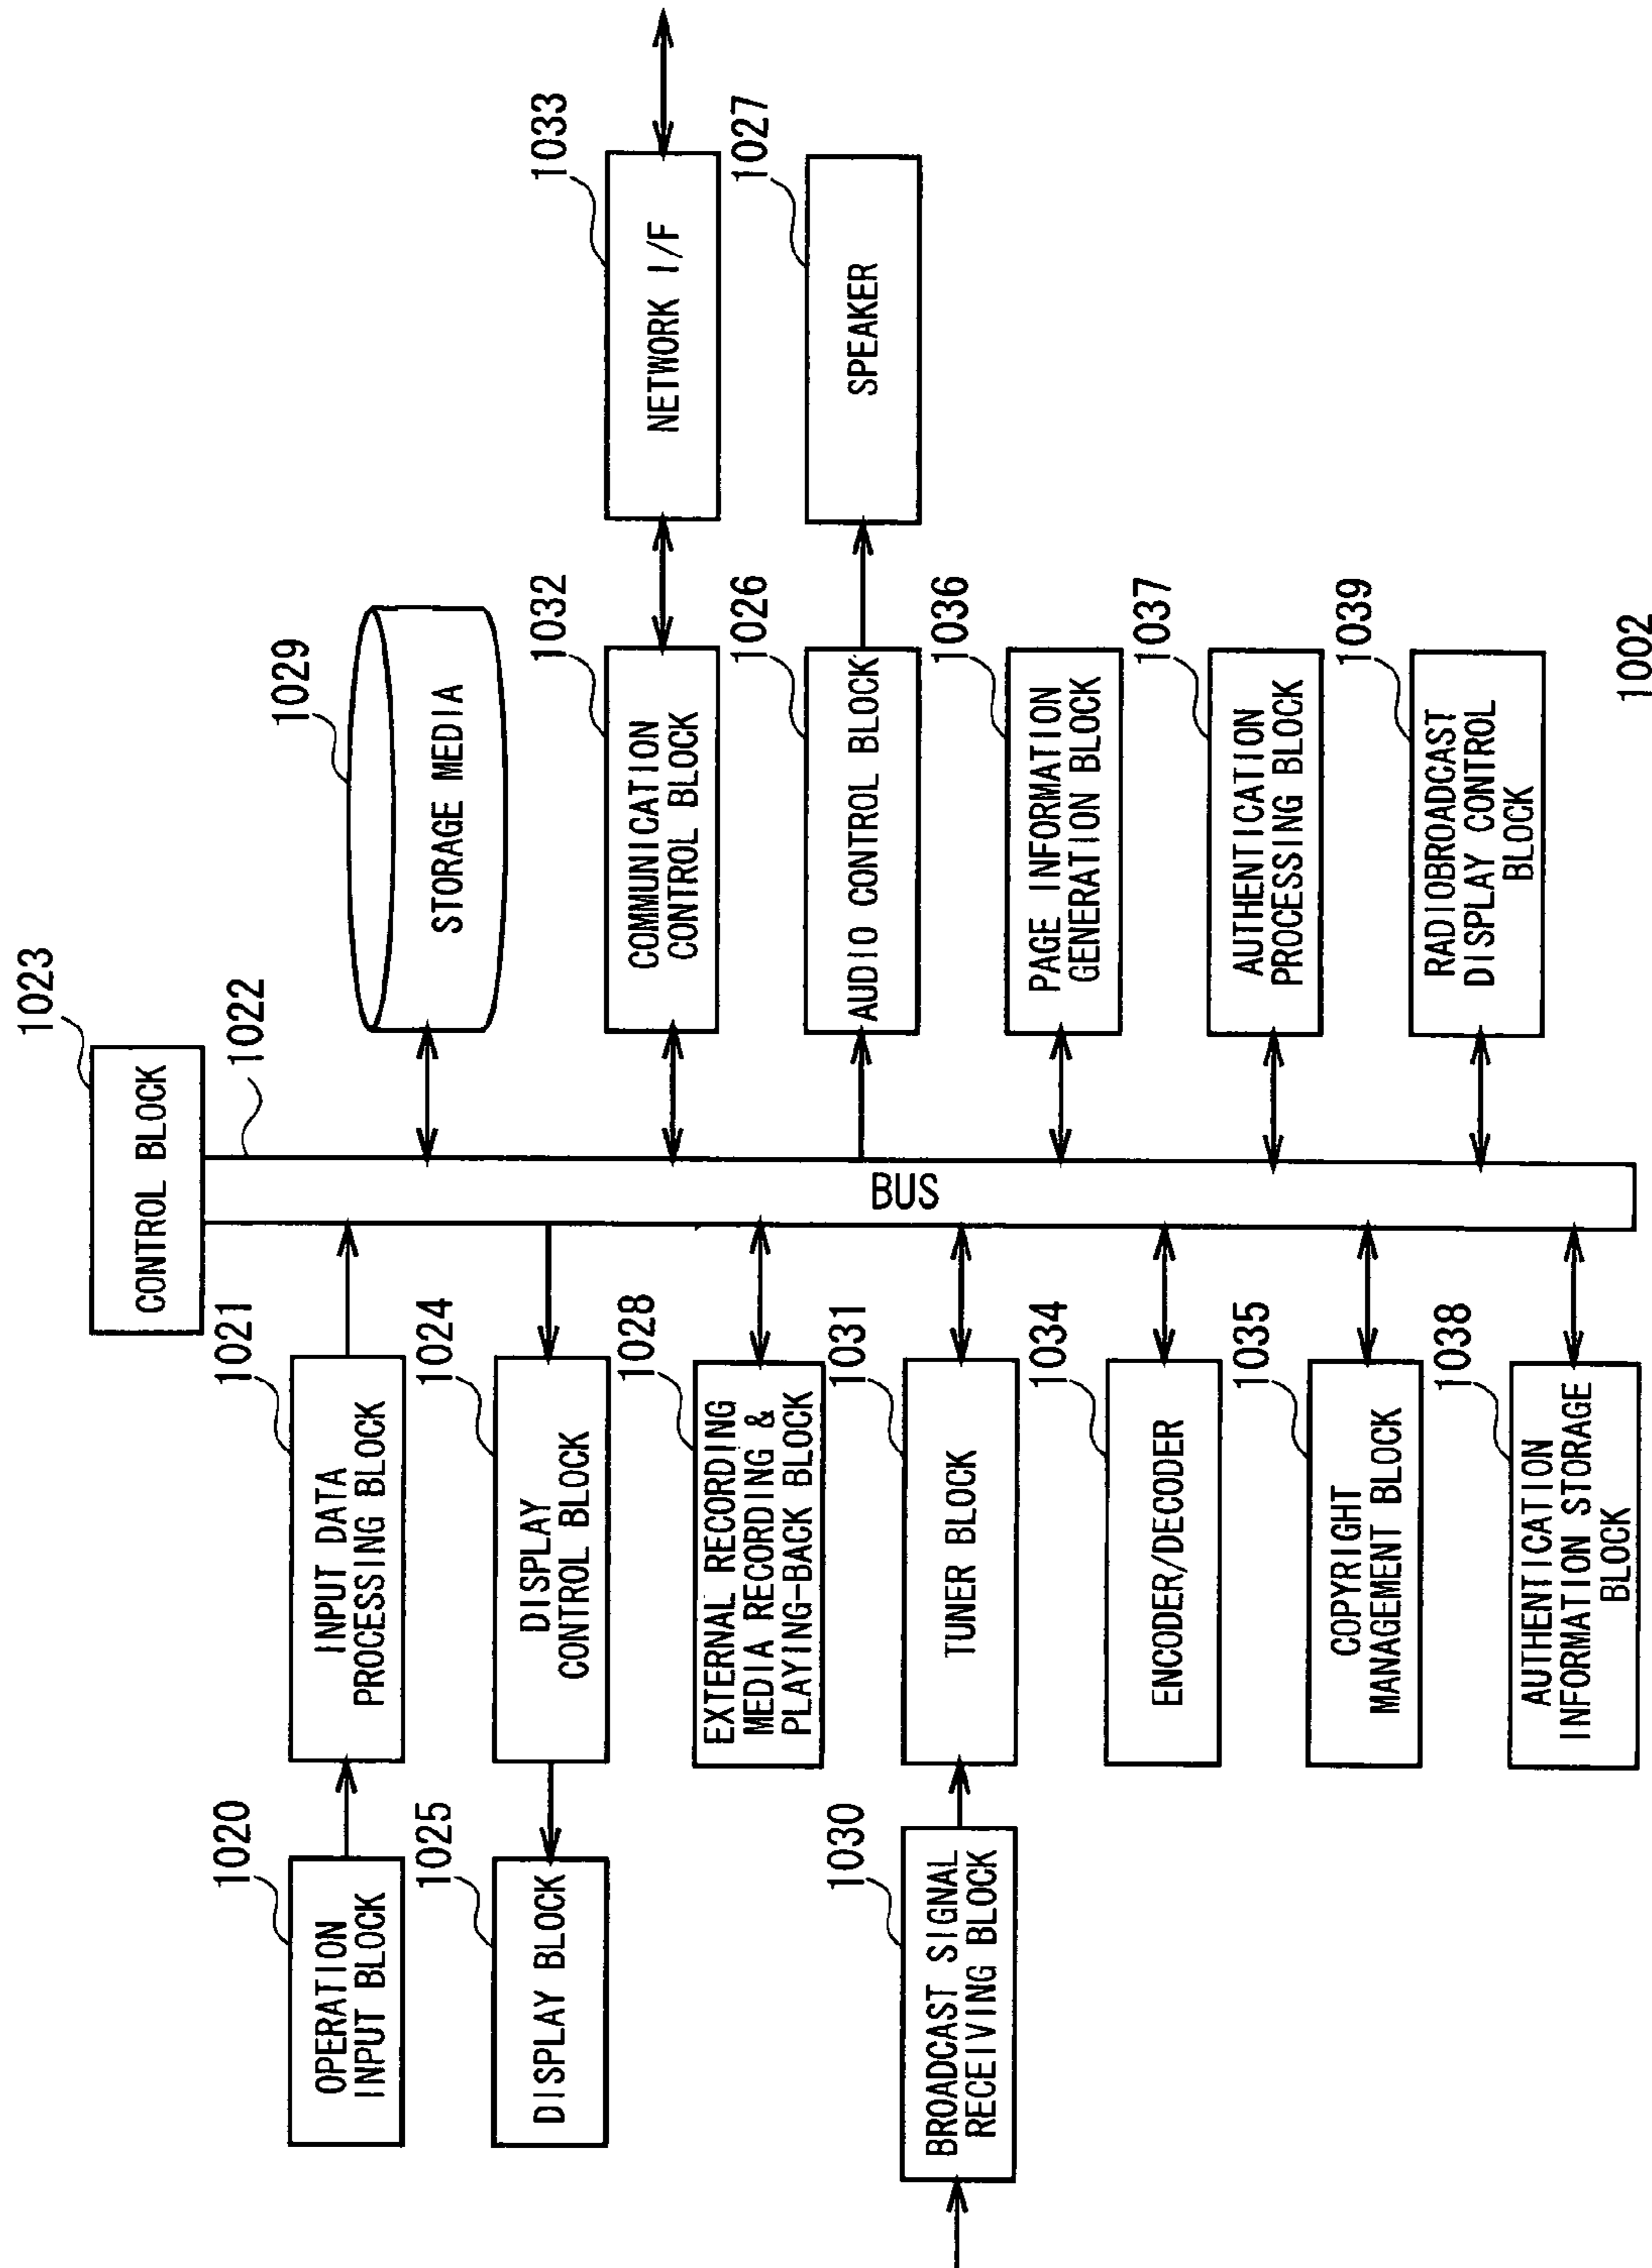 1023
CONTROL BLOCK
1022
BUS
1020
OPERATION
INPUT BLOCK
1021
INPUT DATA
PROCESSING BLOCK
1029
STORAGE MEDIA
1025
DISPLAY BLOCK
1024
DISPLAY
CONTROL BLOCK
1032
COMMUNICATION
CONTROL BLOCK
1033
NETWORK I/F
1028
EXTERNAL RECORDING
MEDIA RECORDING &
PLAYING-BACK BLOCK
1026
AUDIO CONTROL BLOCK
1027
SPEAKER
1030
BROADCAST SIGNAL
RECEIVING BLOCK
1031
TUNER BLOCK
1036
PAGE INFORMATION
GENERATION BLOCK
1034
ENCODER/DECODER
1037
AUTHENTICATION
PROCESSING BLOCK
1035
COPYRIGHT
MANAGEMENT BLOCK
1039
RADIOBROADCAST
DISPLAY CONTROL
BLOCK
1038
AUTHENTICATION
INFORMATION STORAGE
BLOCK
1002